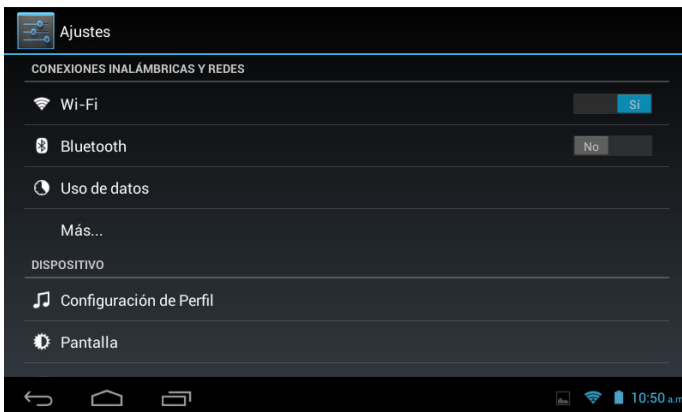 Ajustes
CONEXIONES INALÁMBRICAS Y REDES
Wi-Fi
Sí
Bluetooth
No
Uso de datos
Más...
DISPOSITIVO
Configuración de Perfil
Pantalla
10:50 a.m